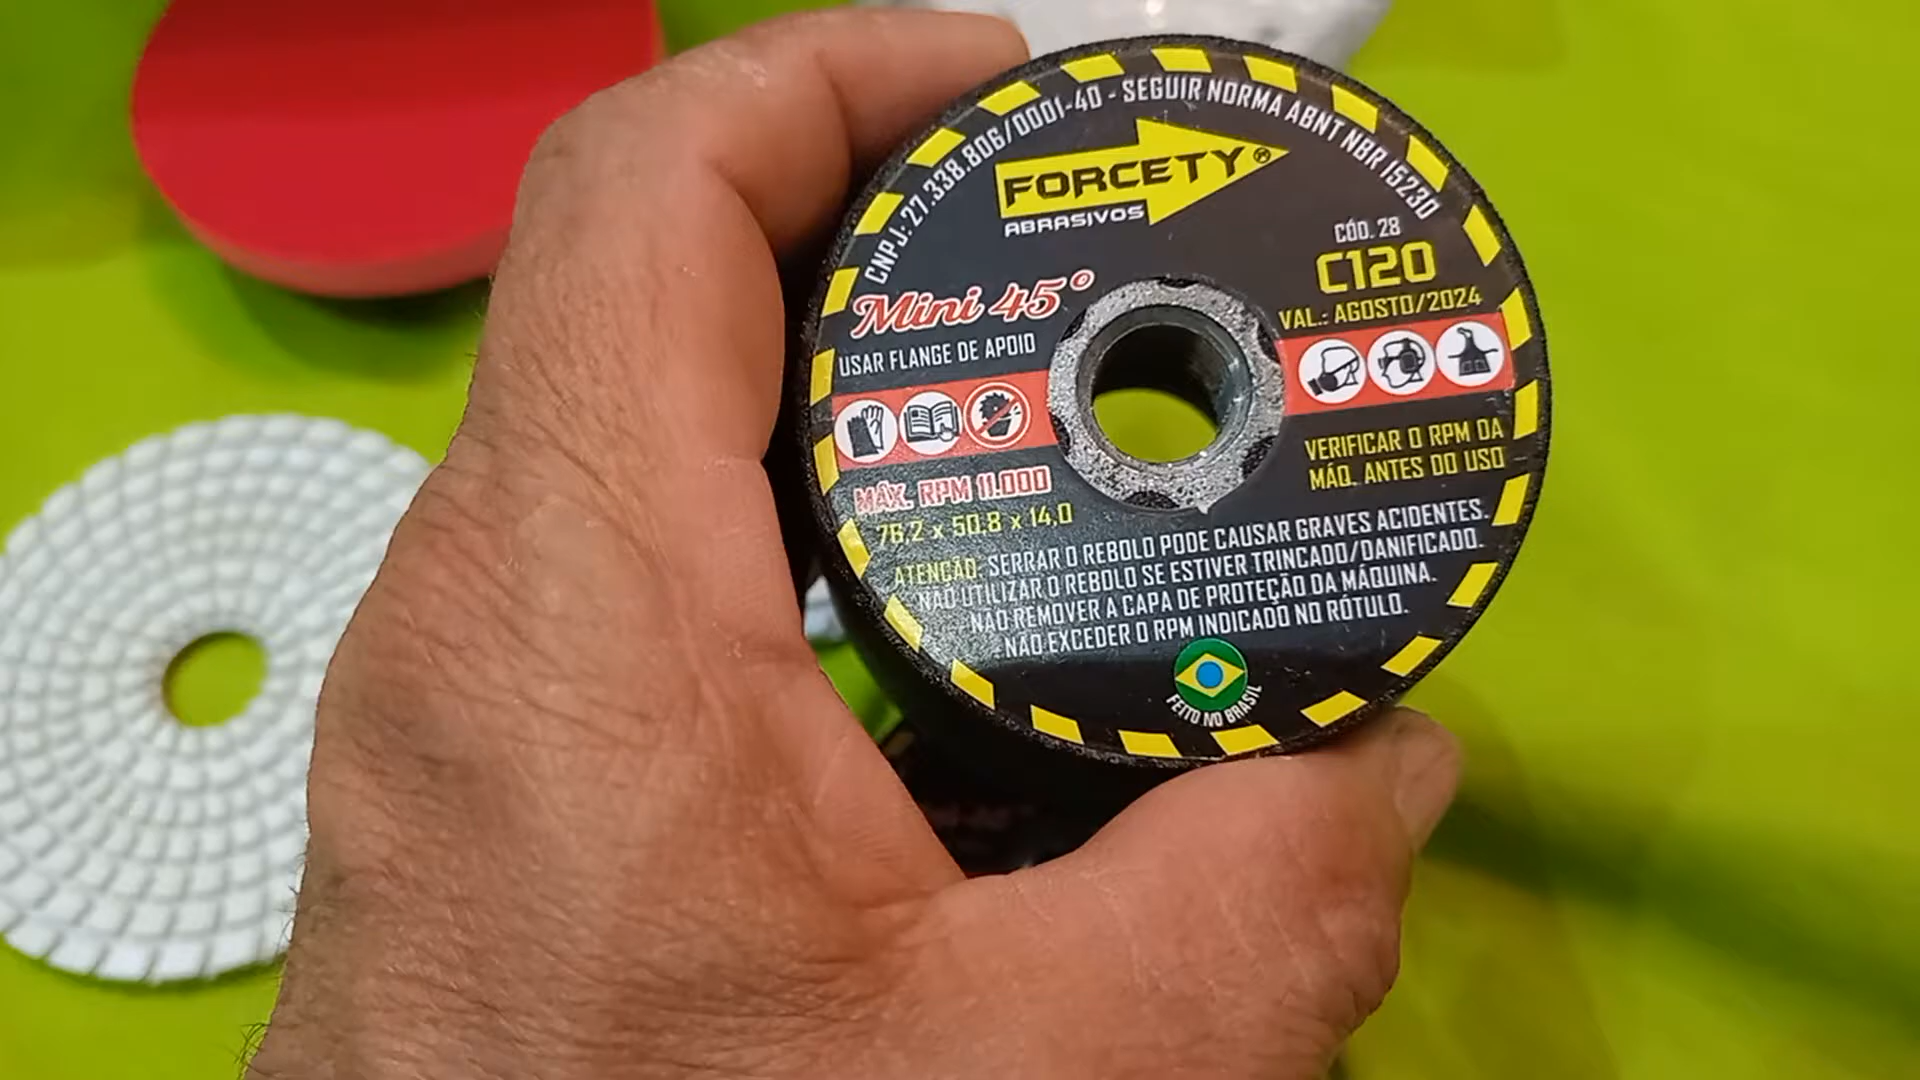 CNPJ: 27.338.806/0001-40 - SEGUIR NORMA ABNT NBR 15230
FORCETY®
ABRASIVOS
CÓD. 28
C120
VAL.: AGOSTO/2024
Mini 45°
USAR FLANGE DE APOIO
MÁX. RPM 11.000
76,2 x 50,8 x 14,0
VERIFICAR O RPM DA
MÁQ. ANTES DO USO
ATENÇÃO: SERRAR O REBOLO PODE CAUSAR GRAVES ACIDENTES.
NÃO UTILIZAR O REBOLO SE ESTIVER TRINCADO/DANIFICADO.
NÃO REMOVER A CAPA DE PROTEÇÃO DA MÁQUINA.
NÃO EXCEDER O RPM INDICADO NO RÓTULO.
FEITO NO BRASIL